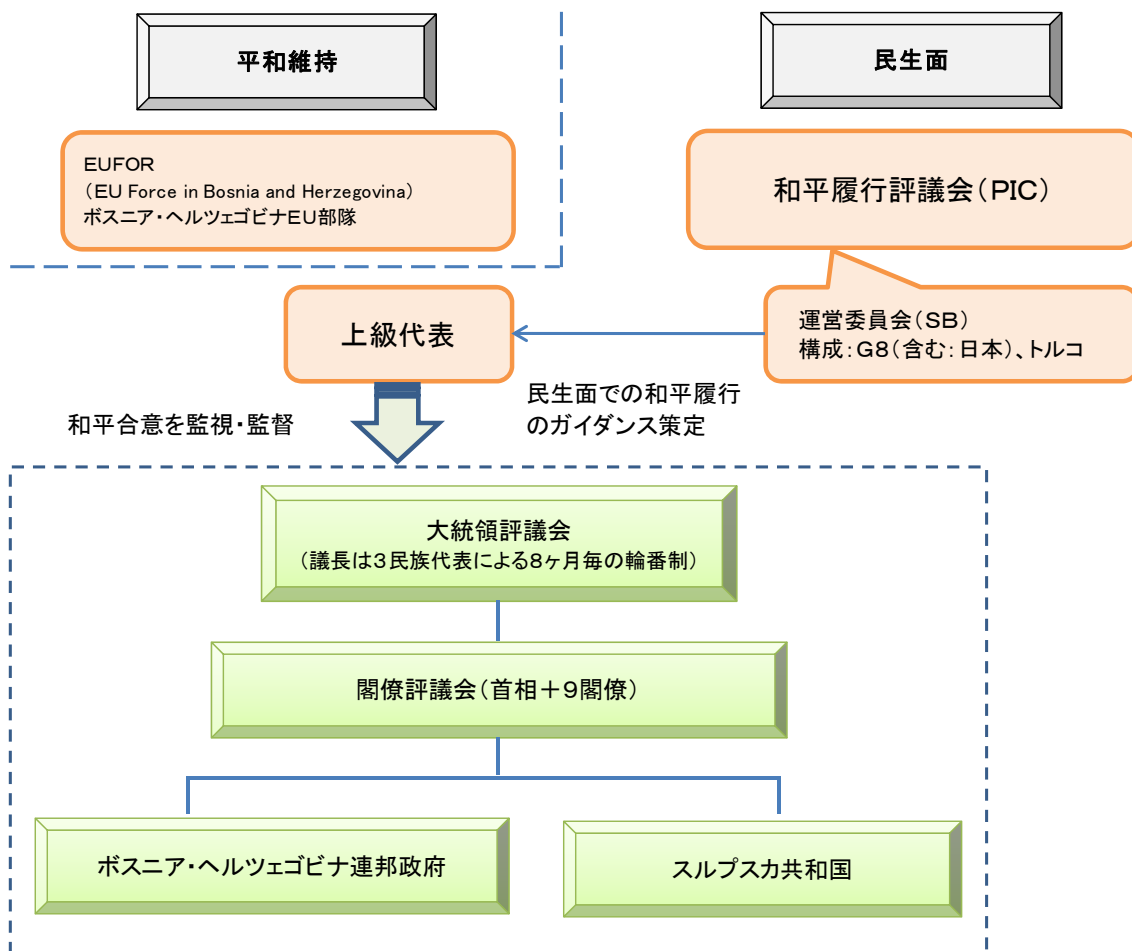 平和維持
民生面
EUFOR
（EU Force in Bosnia and Herzegovina）
ボスニア・ヘルツェゴビナEU部隊
和平履行評議会（PIC）
上級代表
運営委員会（SB）
構成：G8（含む：日本）、トルコ
和平合意を監視・監督
民生面での和平履行
のガイダンス策定
大統領評議会
（議長は3民族代表による8ヶ月毎の輪番制）
閣僚評議会（首相＋9閣僚）
ボスニア・ヘルツェゴビナ連邦政府
スルプスカ共和国